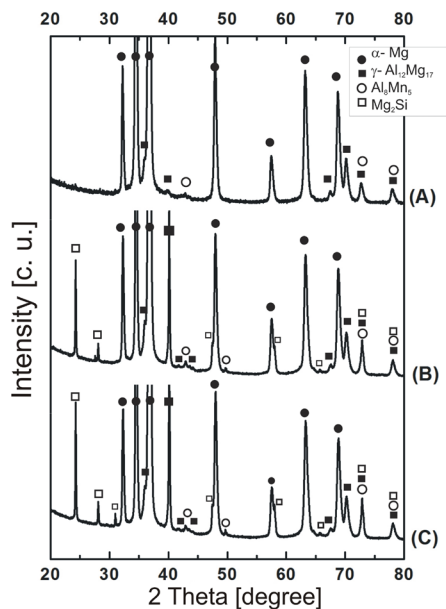 20 30 40 50 60 70 80
α- Mg
γ- Al₁₂Mg₁₇
Al₈Mn₅
Mg₂Si
(A)
(B)
(C)
Intensity [c. u.]
20 30 40 50 60 70 80
2 Theta [degree]